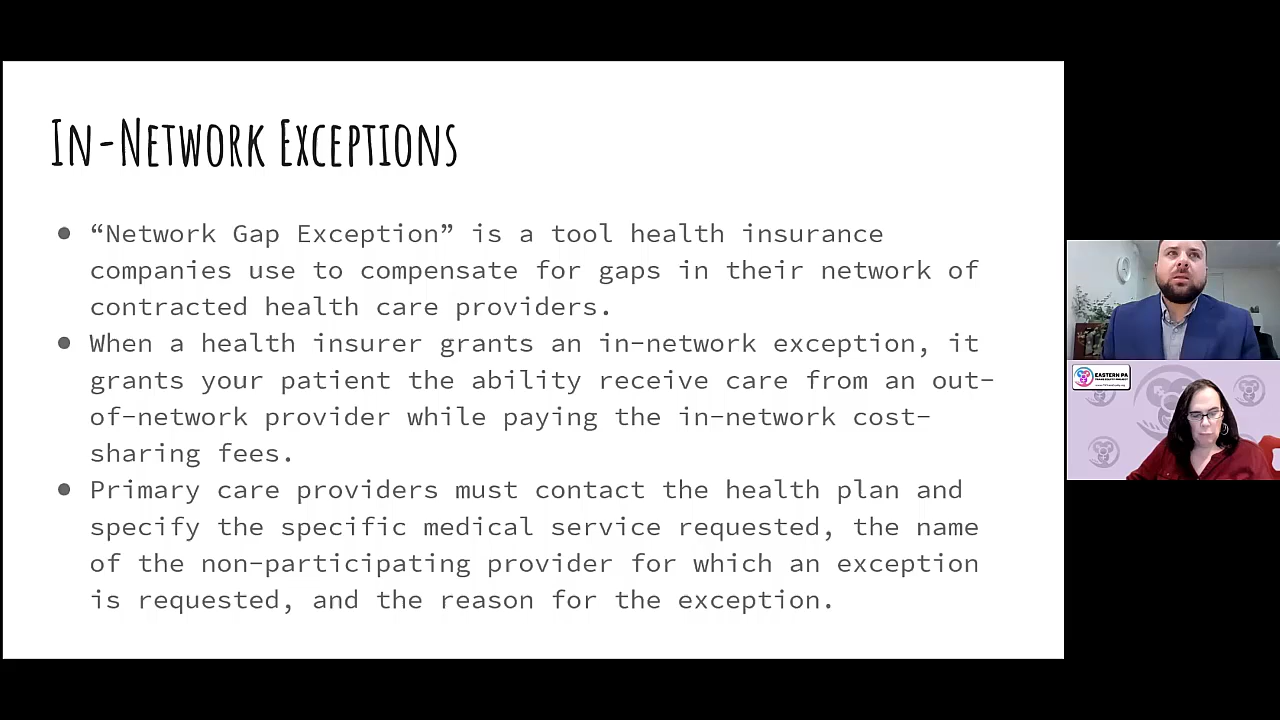 In-Network Exceptions
● “Network Gap Exception” is a tool health insurance
companies use to compensate for gaps in their network of
contracted health care providers.
● When a health insurer grants an in-network exception, it
grants your patient the ability receive care from an out-
of-network provider while paying the in-network cost-
sharing fees.
● Primary care providers must contact the health plan and
specify the specific medical service requested, the name
of the non-participating provider for which an exception
is requested, and the reason for the exception.
EASTERN PA
TRANS EQUITY PROJECT